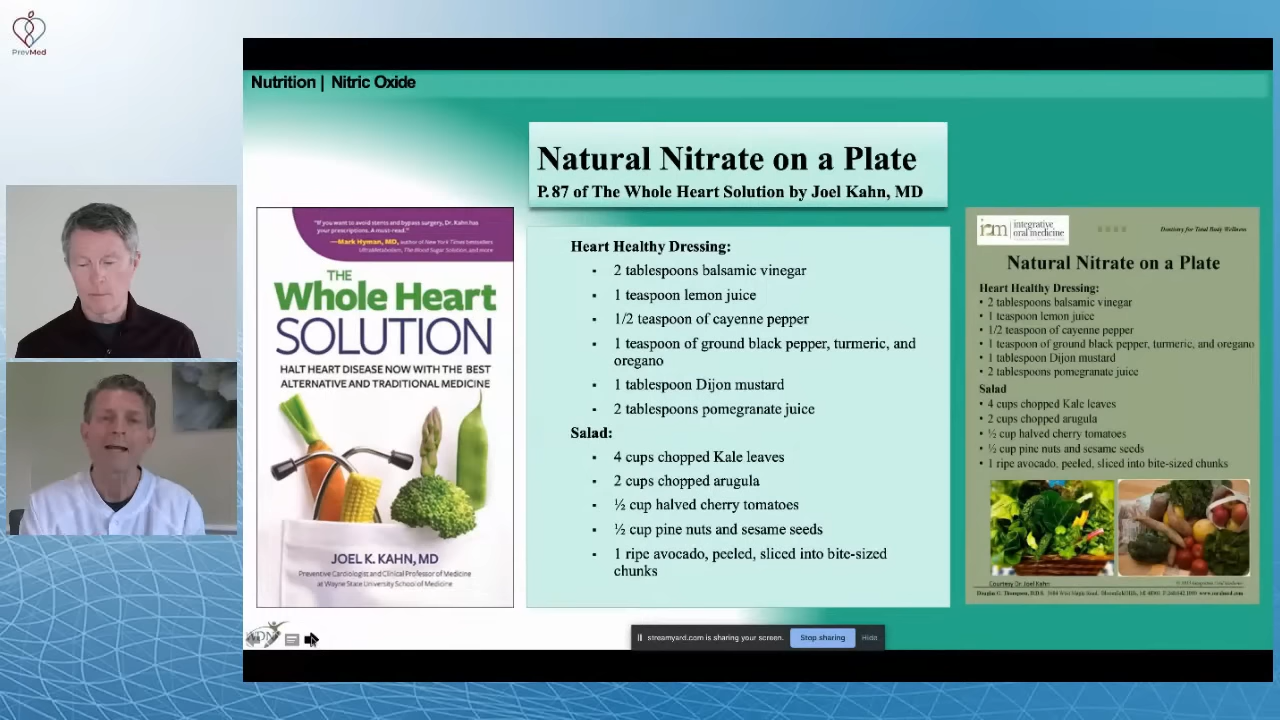 PrevMed
Nutrition | Nitric Oxide
Natural Nitrate on a Plate
P. 87 of The Whole Heart Solution by Joel Kahn, MD
"If you want to avoid stents and bypass surgery, Dr. Kahn has
your prescriptions. A must-read."
—Mark Hyman, MD, author of New York Times bestsellers
UltraMetabolism, The Blood Sugar Solution, and more
THE
Whole Heart
SOLUTION
HALT HEART DISEASE NOW WITH THE BEST
ALTERNATIVE AND TRADITIONAL MEDICINE
JOEL K. KAHN, MD
Preventive Cardiologist and Clinical Professor of Medicine
at Wayne State University School of Medicine
Heart Healthy Dressing:
▪ 2 tablespoons balsamic vinegar
▪ 1 teaspoon lemon juice
▪ 1/2 teaspoon of cayenne pepper
▪ 1 teaspoon of ground black pepper, turmeric, and
oregano
▪ 1 tablespoon Dijon mustard
▪ 2 tablespoons pomegranate juice
Salad:
▪ 4 cups chopped Kale leaves
▪ 2 cups chopped arugula
▪ ½ cup halved cherry tomatoes
▪ ½ cup pine nuts and sesame seeds
▪ 1 ripe avocado, peeled, sliced into bite-sized
chunks
integrative
oral medicine
Dentistry for Total Body Wellness
Natural Nitrate on a Plate
Heart Healthy Dressing:
• 2 tablespoons balsamic vinegar
• 1 teaspoon lemon juice
• 1/2 teaspoon of cayenne pepper
• 1 teaspoon of ground black pepper, turmeric, and oregano
• 1 tablespoon Dijon mustard
• 2 tablespoons pomegranate juice
Salad
• 4 cups chopped Kale leaves
• 2 cups chopped arugula
• ½ cup halved cherry tomatoes
• ½ cup pine nuts and sesame seeds
• 1 ripe avocado, peeled, sliced into bite-sized chunks
Courtesy Dr. Joel Kahn
Douglas G. Thompson, D.D.S.
streamyard.com is sharing your screen.
Stop sharing
Hide